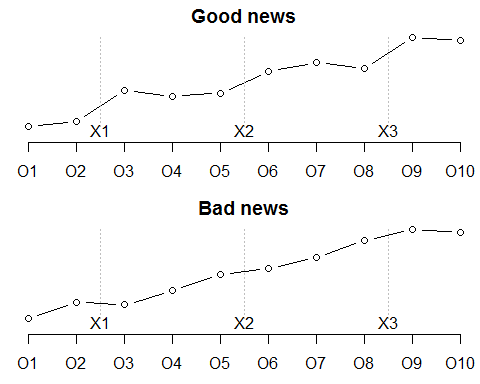 Good news
X1 X2 X3
O1 O2 O3 O4 O5 O6 O7 O8 O9 O10
Bad news
X1 X2 X3
O1 O2 O3 O4 O5 O6 O7 O8 O9 O10